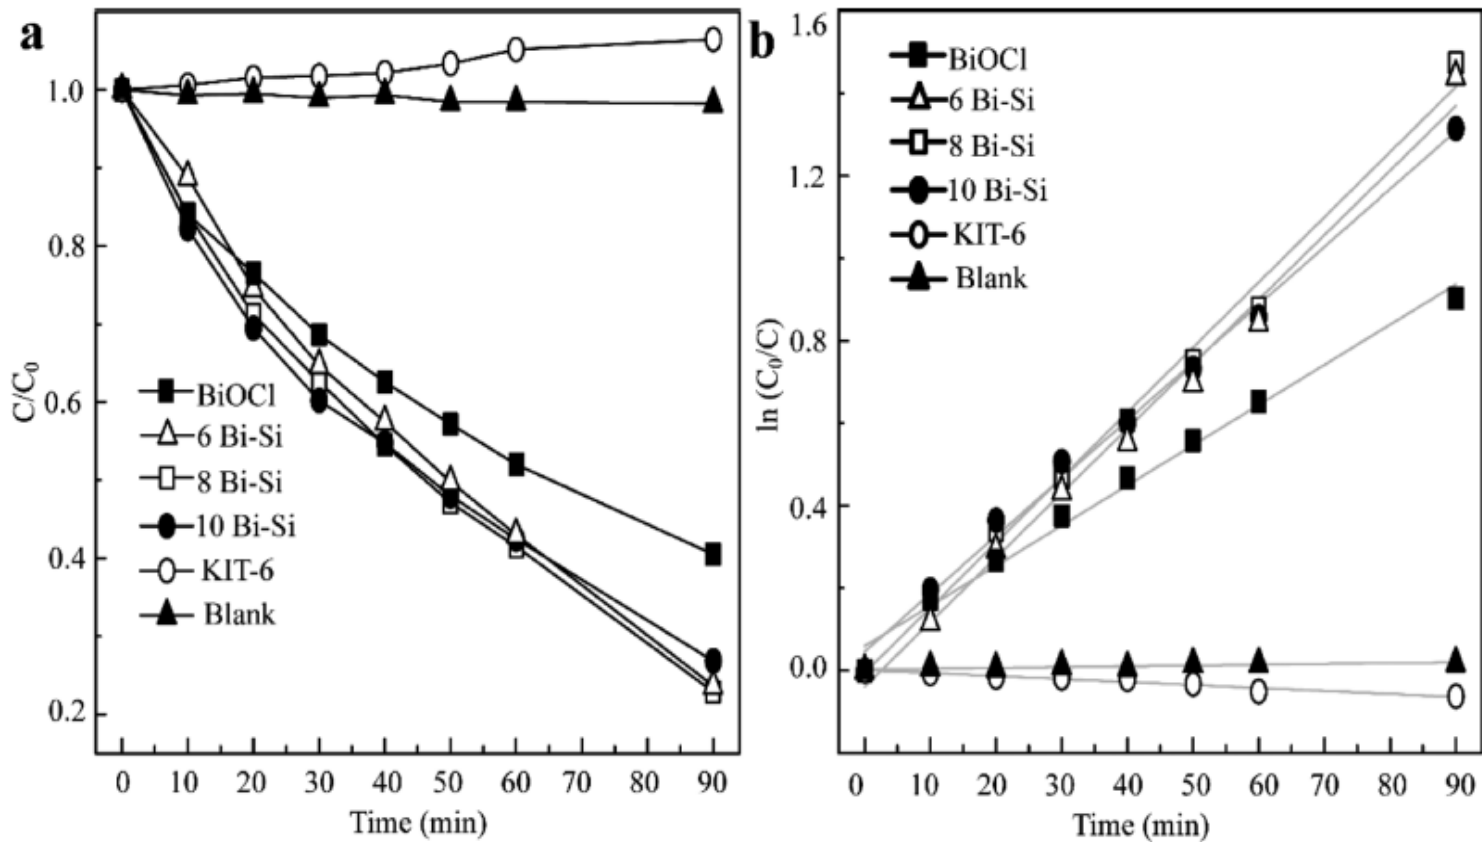 a
C/C₀
1.0
0.8
0.6
0.4
0.2
BiOCl
6 Bi-Si
8 Bi-Si
10 Bi-Si
KIT-6
Blank
0 10 20 30 40 50 60 70 80 90
Time (min)
b
ln (C₀/C)
1.6
1.2
0.8
0.4
0.0
BiOCl
6 Bi-Si
8 Bi-Si
10 Bi-Si
KIT-6
Blank
0 10 20 30 40 50 60 70 80 90
Time (min)